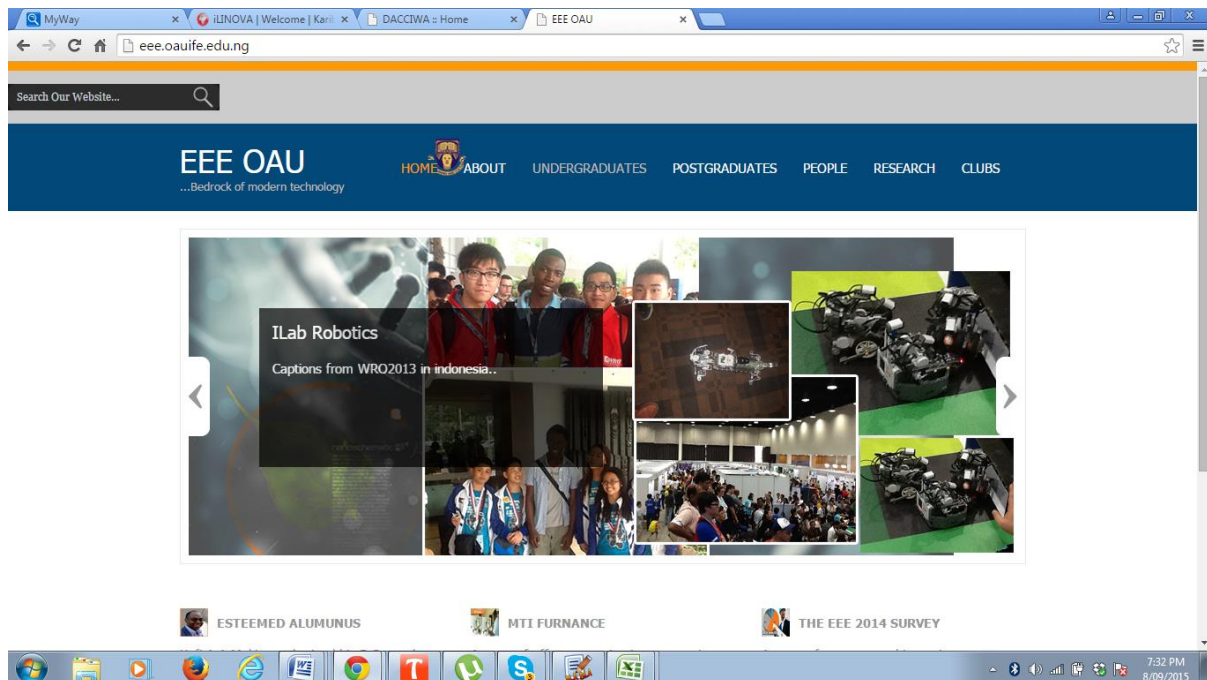 MyWay
iLINOVA | Welcome | Karil
DACCIWA :: Home
EEE OAU
eee.oauife.edu.ng
Search Our Website...
EEE OAU
...Bedrock of modern technology
HOME
ABOUT
UNDERGRADUATES
POSTGRADUATES
PEOPLE
RESEARCH
CLUBS
ILab Robotics
Captions from WRO2013 in indonesia..
ESTEEMED ALUMUNUS
MTI FURNANCE
THE EEE 2014 SURVEY
7:32 PM
8/09/2015